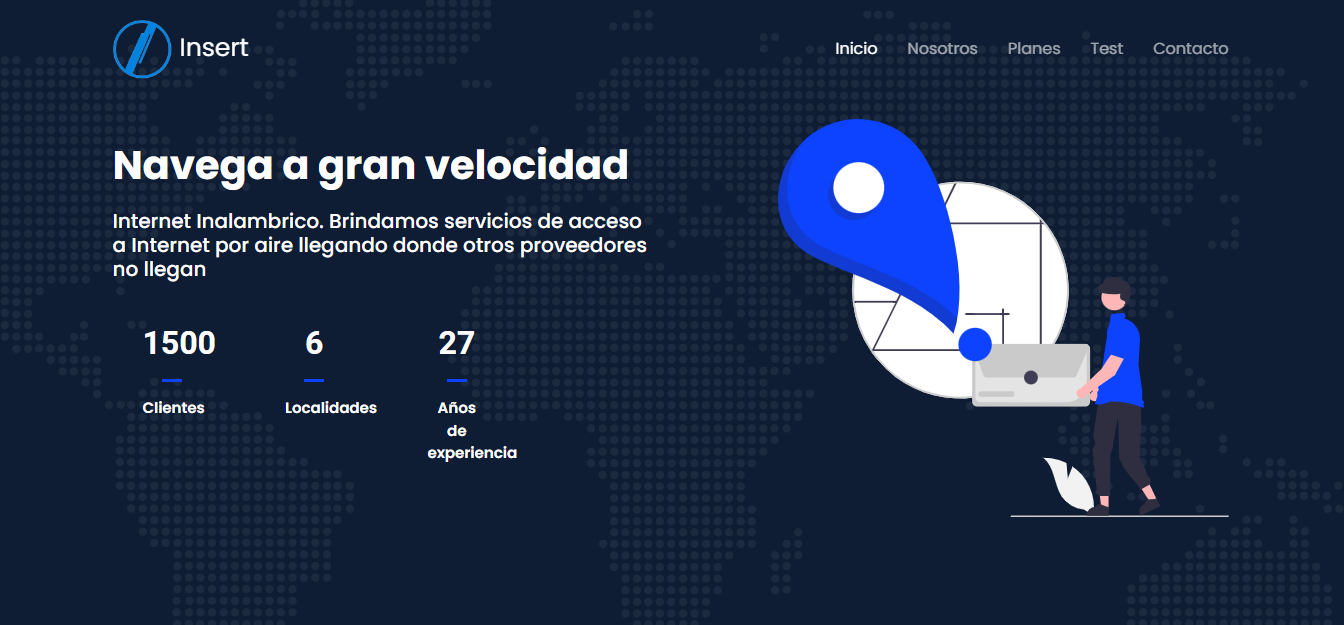 Insert
Inicio Nosotros Planes Test Contacto
Navega a gran velocidad
Internet Inalambrico. Brindamos servicios de acceso
a Internet por aire llegando donde otros proveedores
no llegan
1500 6 27
Clientes Localidades Años
de
experiencia